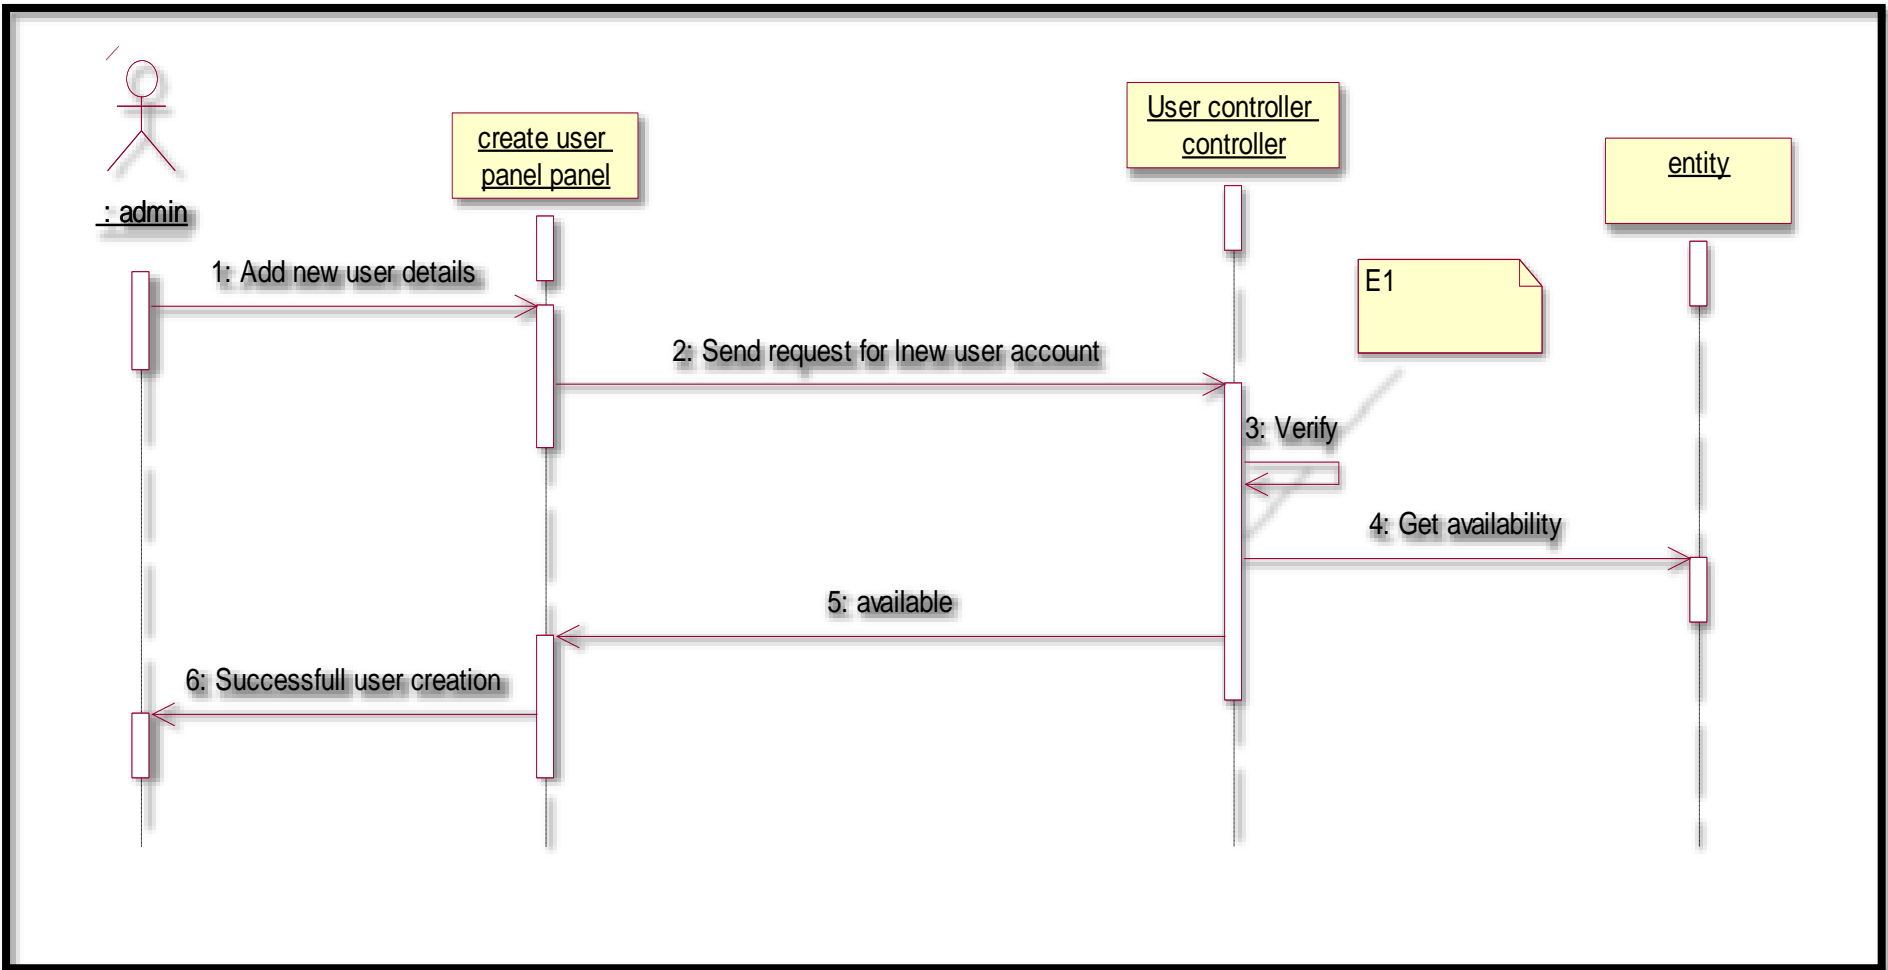 : admin
create user
panel panel
User controller
controller
entity
1: Add new user details
E1
2: Send request for Inew user account
3: Verify
4: Get availability
5: available
6: Successfull user creation